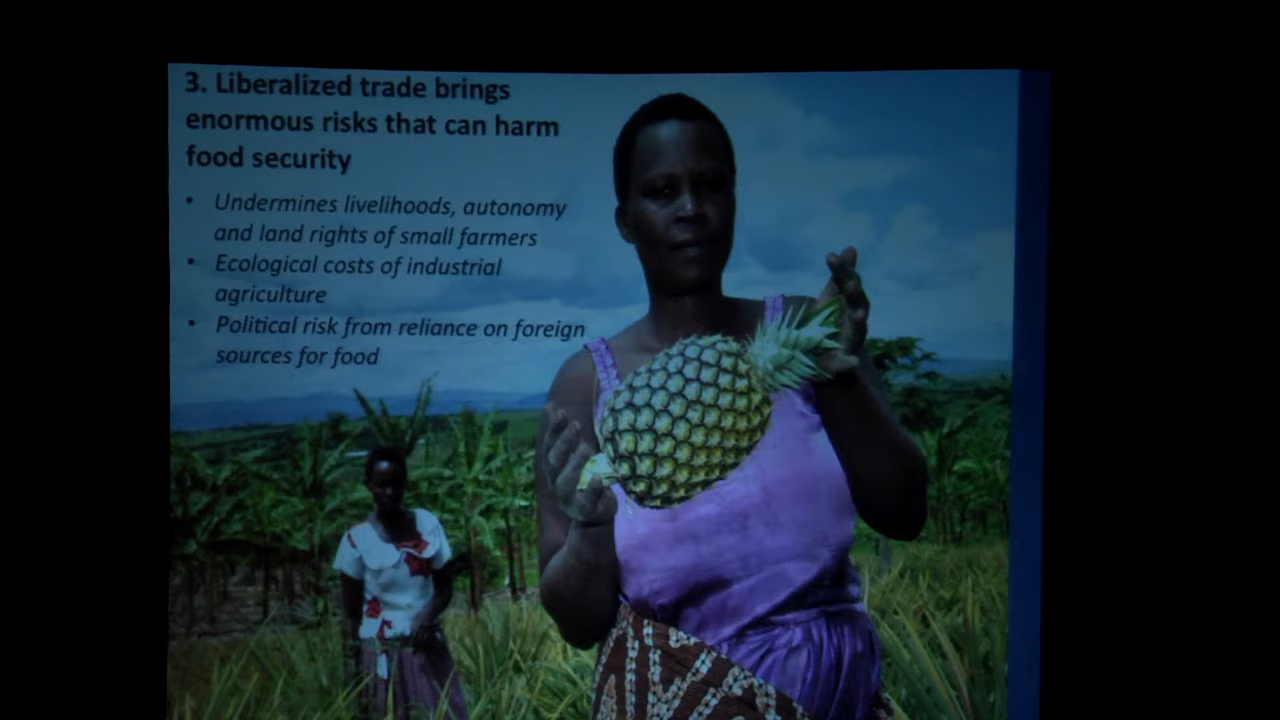 3. Liberalized trade brings
enormous risks that can harm
food security
• Undermines livelihoods, autonomy
and land rights of small farmers
• Ecological costs of industrial
agriculture
• Political risk from reliance on foreign
sources for food